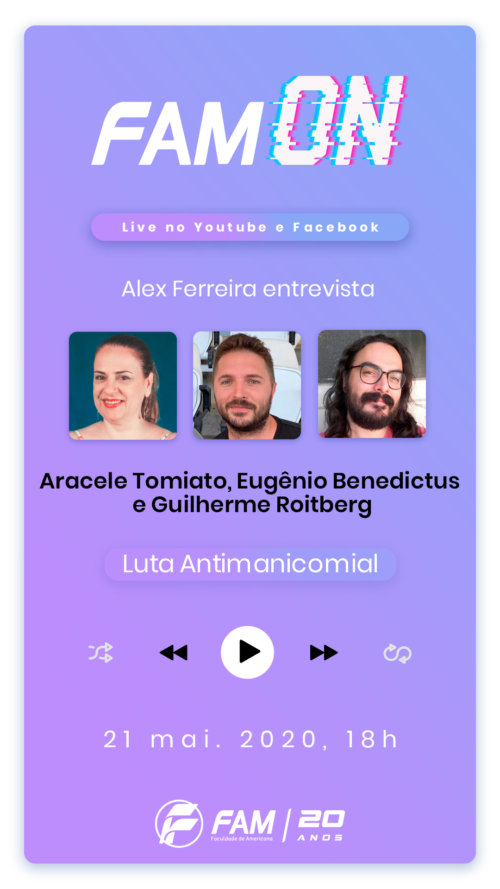 FAM ON
Live no Youtube e Facebook
Alex Ferreira entrevista
Aracele Tomiato, Eugênio Benedictus
e Guilherme Roitberg
Luta Antimanicomial
21 mai. 2020, 18h
FAM | 20
Faculdade de Americana ANOS